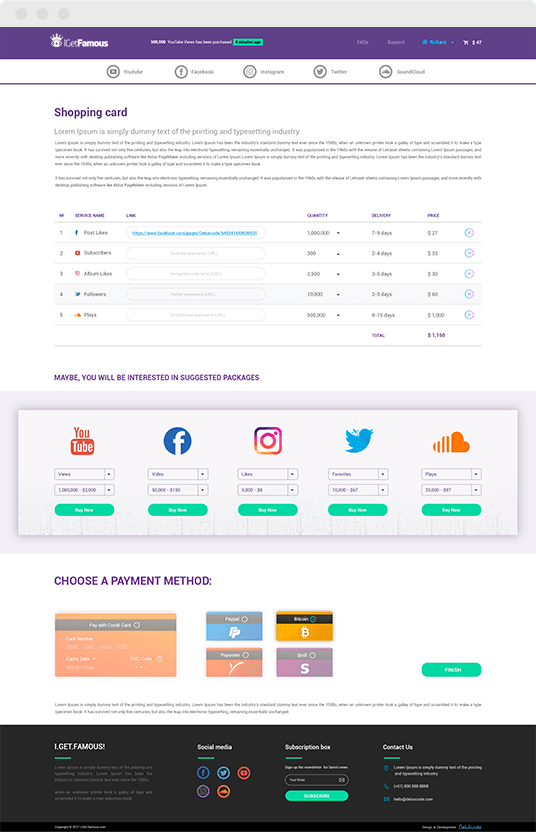 iGetFamous
500,000 YouTube Views has been purchased
FAQs
Support
$ 47
Youtube
Facebook
Instagram
Twitter
SoundCloud
Shopping card
Lorem Ipsum is simply dummy text of the printing and typesetting industry
Lorem Ipsum is simply dummy text of the printing and typesetting industry. Lorem Ipsum has been the industry's standard dummy text ever since the 1500s, when an unknown printer took a galley of type and scrambled it to make a type
specimen book. It has survived not only five centuries, but also the leap into electronic typesetting, remaining essentially unchanged. It was popularised in the 1960s with the release of Letraset sheets containing Lorem Ipsum passages, and
more recently with desktop publishing software like Aldus PageMaker including versions of Lorem Ipsum.Lorem Ipsum is simply dummy text of the printing and typesetting industry. Lorem Ipsum has been the industry's standard dummy text
ever since the 1500s, when an unknown printer took a galley of type and scrambled it to make a type specimen book.
It has survived not only five centuries, but also the leap into electronic typesetting, remaining essentially unchanged. It was popularised in the 1960s with the release of Letraset sheets containing Lorem Ipsum passages, and more recently with
desktop publishing software like Aldus PageMaker including versions of Lorem Ipsum
№ SERVICE NAME LINK QUANTITY DELIVERY PRICE
1 Post Likes 1,000,000 7-9 days $ 27
2 Subscribers Youtube username (URL) 300 2-4 days $ 33
3 Album Likes Instagram username (URL) 2,500 3-5 days $ 30
4 Followers Twitter username (URL) 10,000 2-3 days $ 60
5 Plays SoundCloud username (URL) 500,000 8-15 days $ 1,000
TOTAL: $ 1,150
MAYBE, YOU WILL BE INTERESTED IN SUGGESTED PACKAGES
You
Tube
Views
Video
Likes
Favorites
Plays
1,000,000 - $2,000
50,000 - $150
5,000 - $8
10,000 - $67
25,000 - $87
Buy Now
Buy Now
Buy Now
Buy Now
Buy Now
CHOOSE A PAYMENT METHOD:
Pay with Credit Card
Card Number
0000 - 0000 - 0000 - 0000
Expiry Date
CVC Code
Paypal
Bitcoin
Payoneer
Skrill
FINISH
Lorem Ipsum is simply dummy text of the printing and typesetting industry. Lorem Ipsum has been the industry's standard dummy text ever since the 1500s, when an unknown printer took a galley of type and scrambled it to make a type
specimen book. It has survived not only five centuries, but also the leap into electronic typesetting, remaining essentially unchanged.
I.GET.FAMOUS!
Lorem Ipsum is simply dummy text of
the printing and typesetting industry.
Lorem Ipsum has been the
industry's standard dummy text ever
since the 1500s,
when an unknown printer took a
galley of type and scrambled it to
make a type specimen book.
Social media
Subscription box
Sign up the newsletter for latest news
Your Email
SUBSCRIBE
Contact Us
Lorem Ipsum is simply dummy text of
the printing and typesetting industry
(+01) 800 888 8888
hello@deluxcode.com
Copyright © 2017 I.Get.Famous.com
Design & Development
Deluxcode